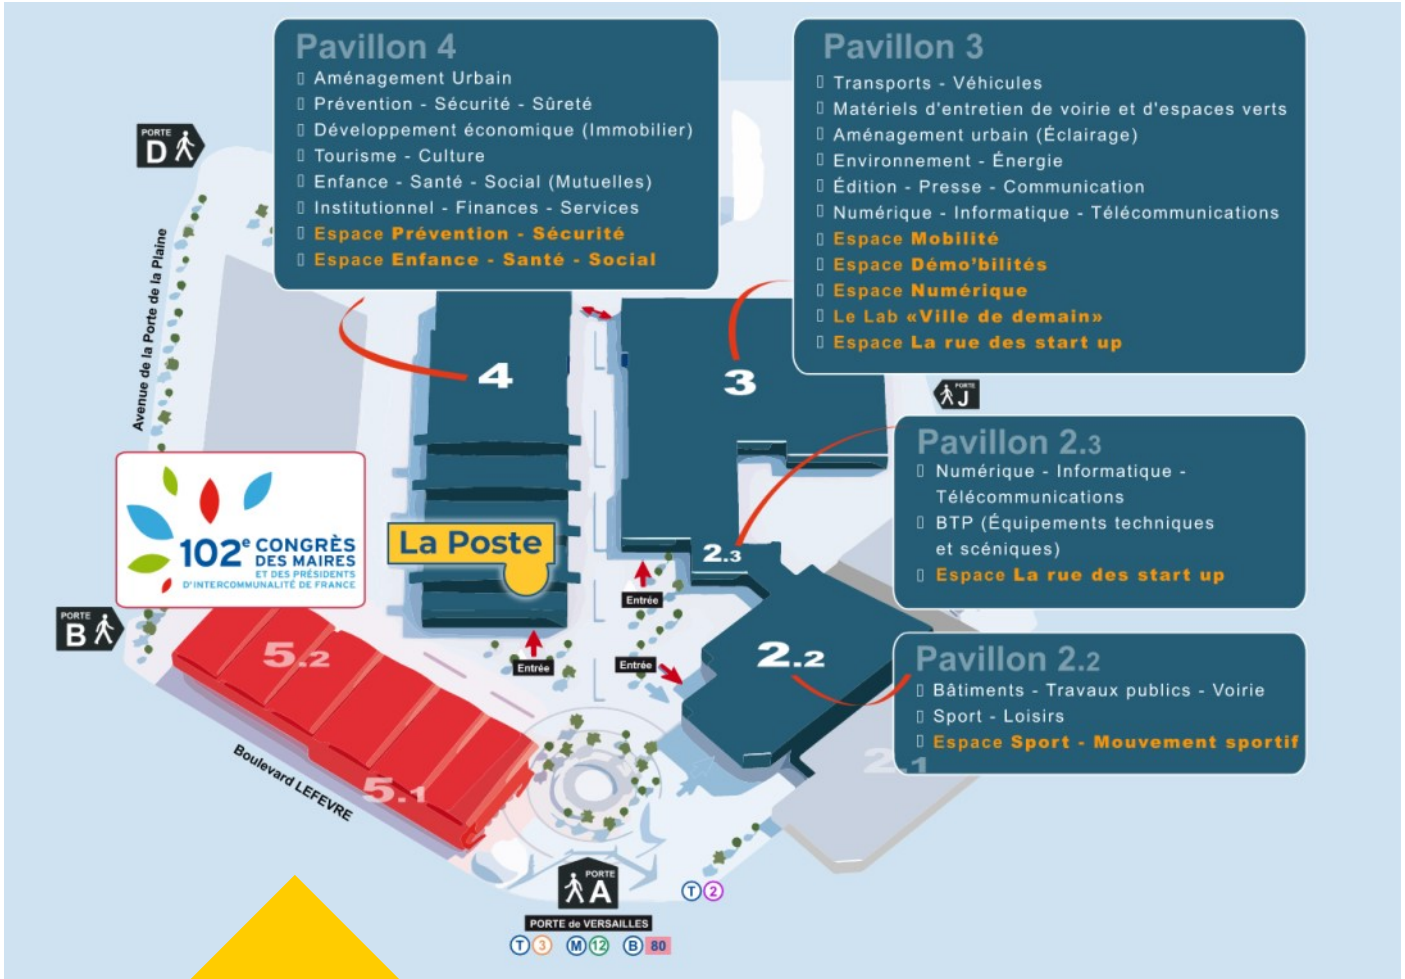 Pavillon 4
Aménagement Urbain
Prévention - Sécurité - Sûreté
Développement économique (Immobilier)
Tourisme - Culture
Enfance - Santé - Social (Mutuelles)
Institutionnel - Finances - Services
Espace Prévention - Sécurité
Espace Enfance - Santé - Social
Pavillon 3
Transports - Véhicules
Matériels d'entretien de voirie et d'espaces verts
Aménagement urbain (Éclairage)
Environnement - Énergie
Édition - Presse - Communication
Numérique - Informatique - Télécommunications
Espace Mobilité
Espace Démo'bilités
Espace Numérique
Le Lab «Ville de demain»
Espace La rue des start up
PORTE
D
Avenue de la Porte de la Plaine
4
3
PORTE
J
Pavillon 2.3
Numérique - Informatique -
Télécommunications
BTP (Équipements techniques
et scéniques)
Espace La rue des start up
102e CONGRÈS
DES MAIRES
ET DES PRÉSIDENTS
D'INTERCOMMUNALITÉ DE FRANCE
La Poste
2.3
Entrée
PORTE
B
5.2
Entrée
Entrée
2.2
Pavillon 2.2
Bâtiments - Travaux publics - Voirie
Sport - Loisirs
Espace Sport - Mouvement sportif
2.1
5.1
Boulevard LEFEVRE
PORTE
A
PORTE de VERSAILLES
T 2
T 3 M 12 B 80